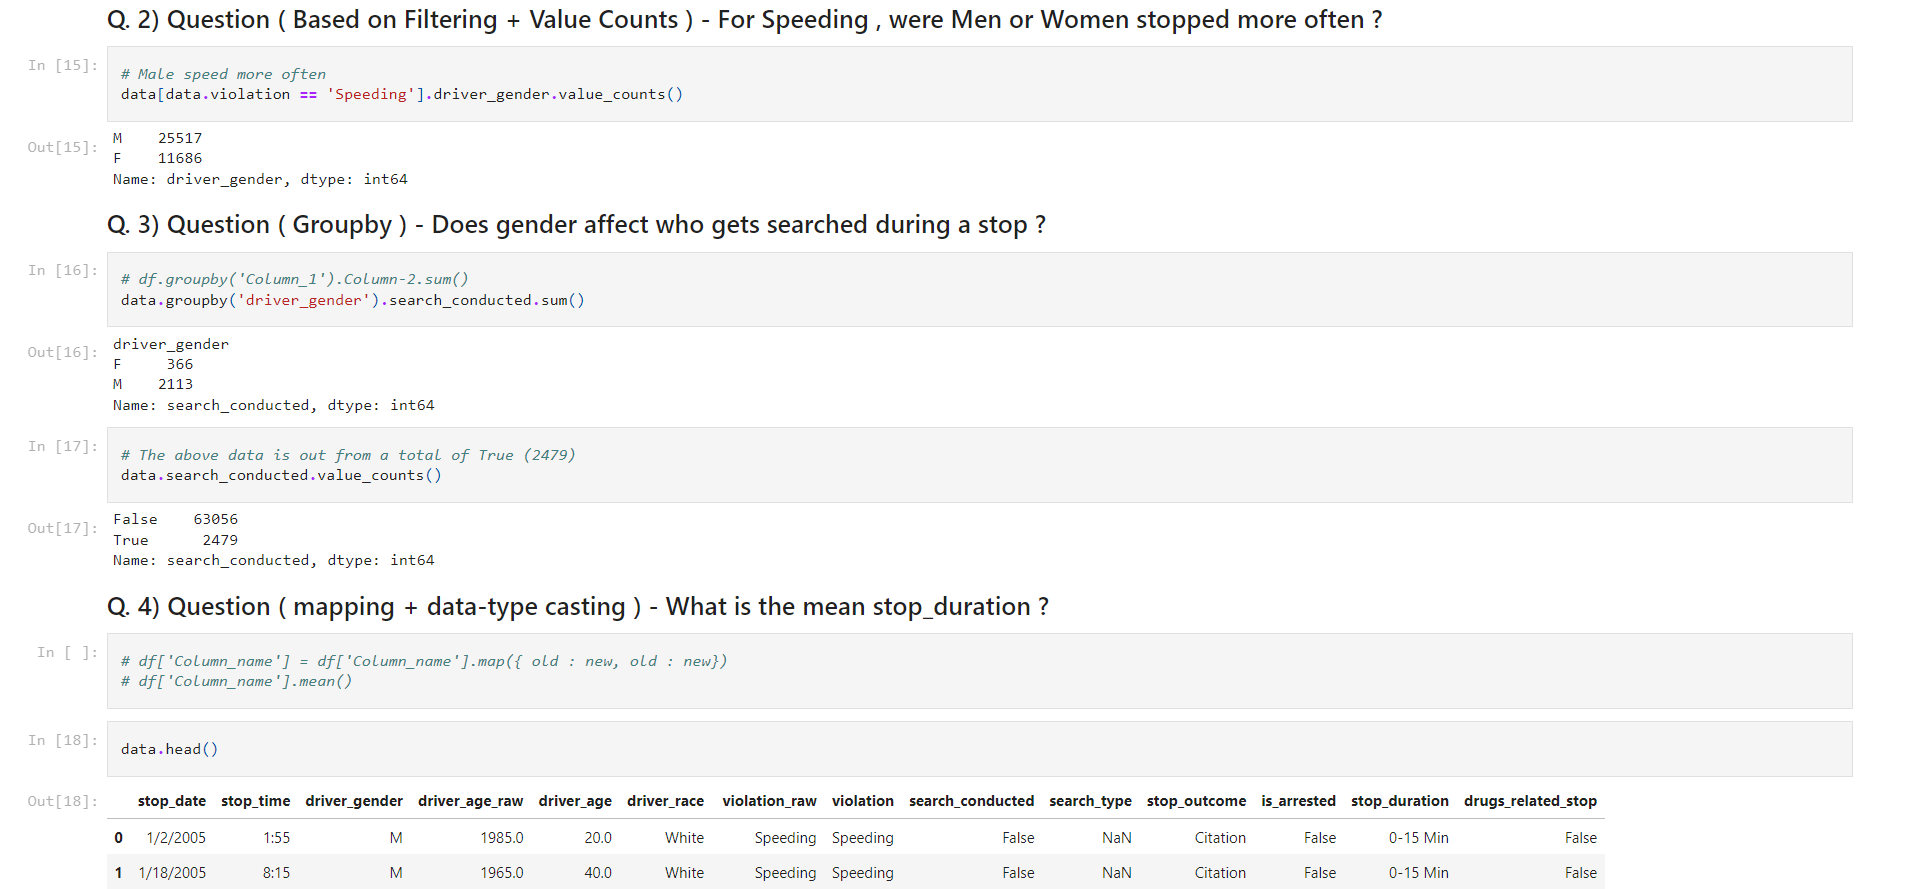 Q. 2) Question ( Based on Filtering + Value Counts ) - For Speeding , were Men or Women stopped more often ?
In [15]:
# Male speed more often
data[data.violation == 'Speeding'].driver_gender.value_counts()
Out[15]:
M    25517
F    11686
Name: driver_gender, dtype: int64
Q. 3) Question ( Groupby ) - Does gender affect who gets searched during a stop ?
In [16]:
# df.groupby('Column_1').Column-2.sum()
data.groupby('driver_gender').search_conducted.sum()
Out[16]:
driver_gender
F     366
M    2113
Name: search_conducted, dtype: int64
In [17]:
# The above data is out from a total of True (2479)
data.search_conducted.value_counts()
Out[17]:
False    63056
True      2479
Name: search_conducted, dtype: int64
Q. 4) Question ( mapping + data-type casting ) - What is the mean stop_duration ?
In [ ]:
# df['Column_name'] = df['Column_name'].map({ old : new, old : new})
# df['Column_name'].mean()
In [18]:
data.head()
Out[18]:
stop_date stop_time driver_gender driver_age_raw driver_age driver_race violation_raw violation search_conducted search_type stop_outcome is_arrested stop_duration drugs_related_stop
0 1/2/2005 1:55 M 1985.0 20.0 White Speeding Speeding False NaN Citation False 0-15 Min False
1 1/18/2005 8:15 M 1965.0 40.0 White Speeding Speeding False NaN Citation False 0-15 Min False